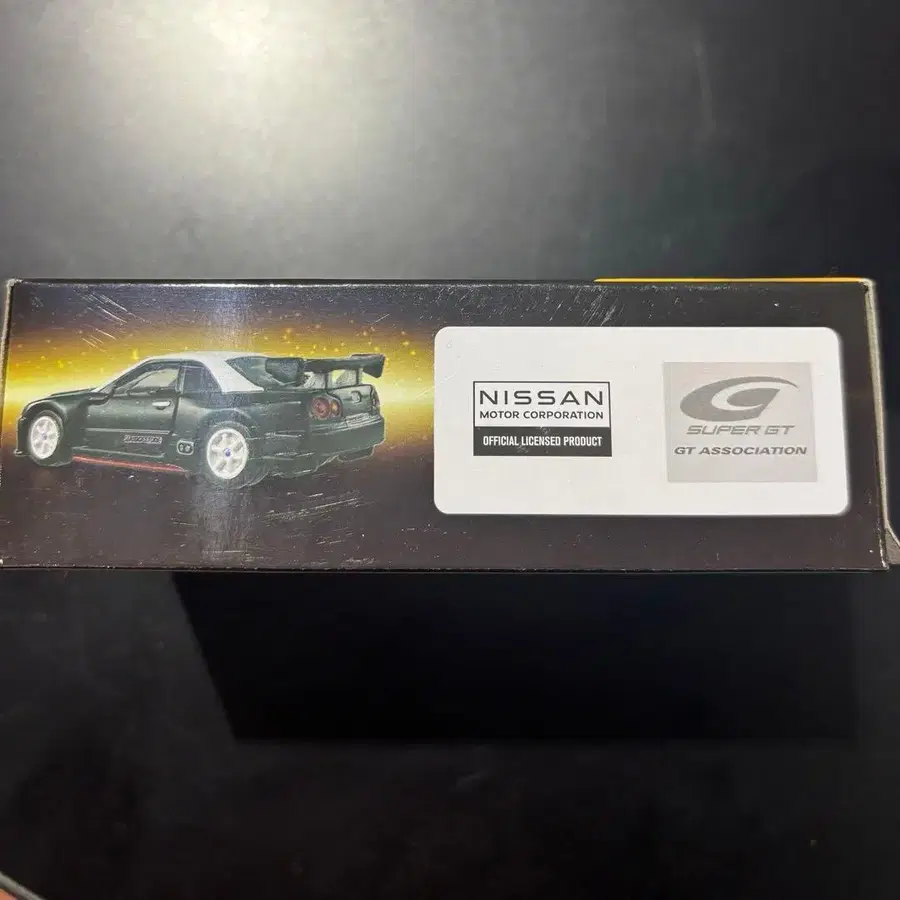 NISSAN
MOTOR CORPORATION
OFFICIAL LICENSED PRODUCT
SUPER GT
GT ASSOCIATION